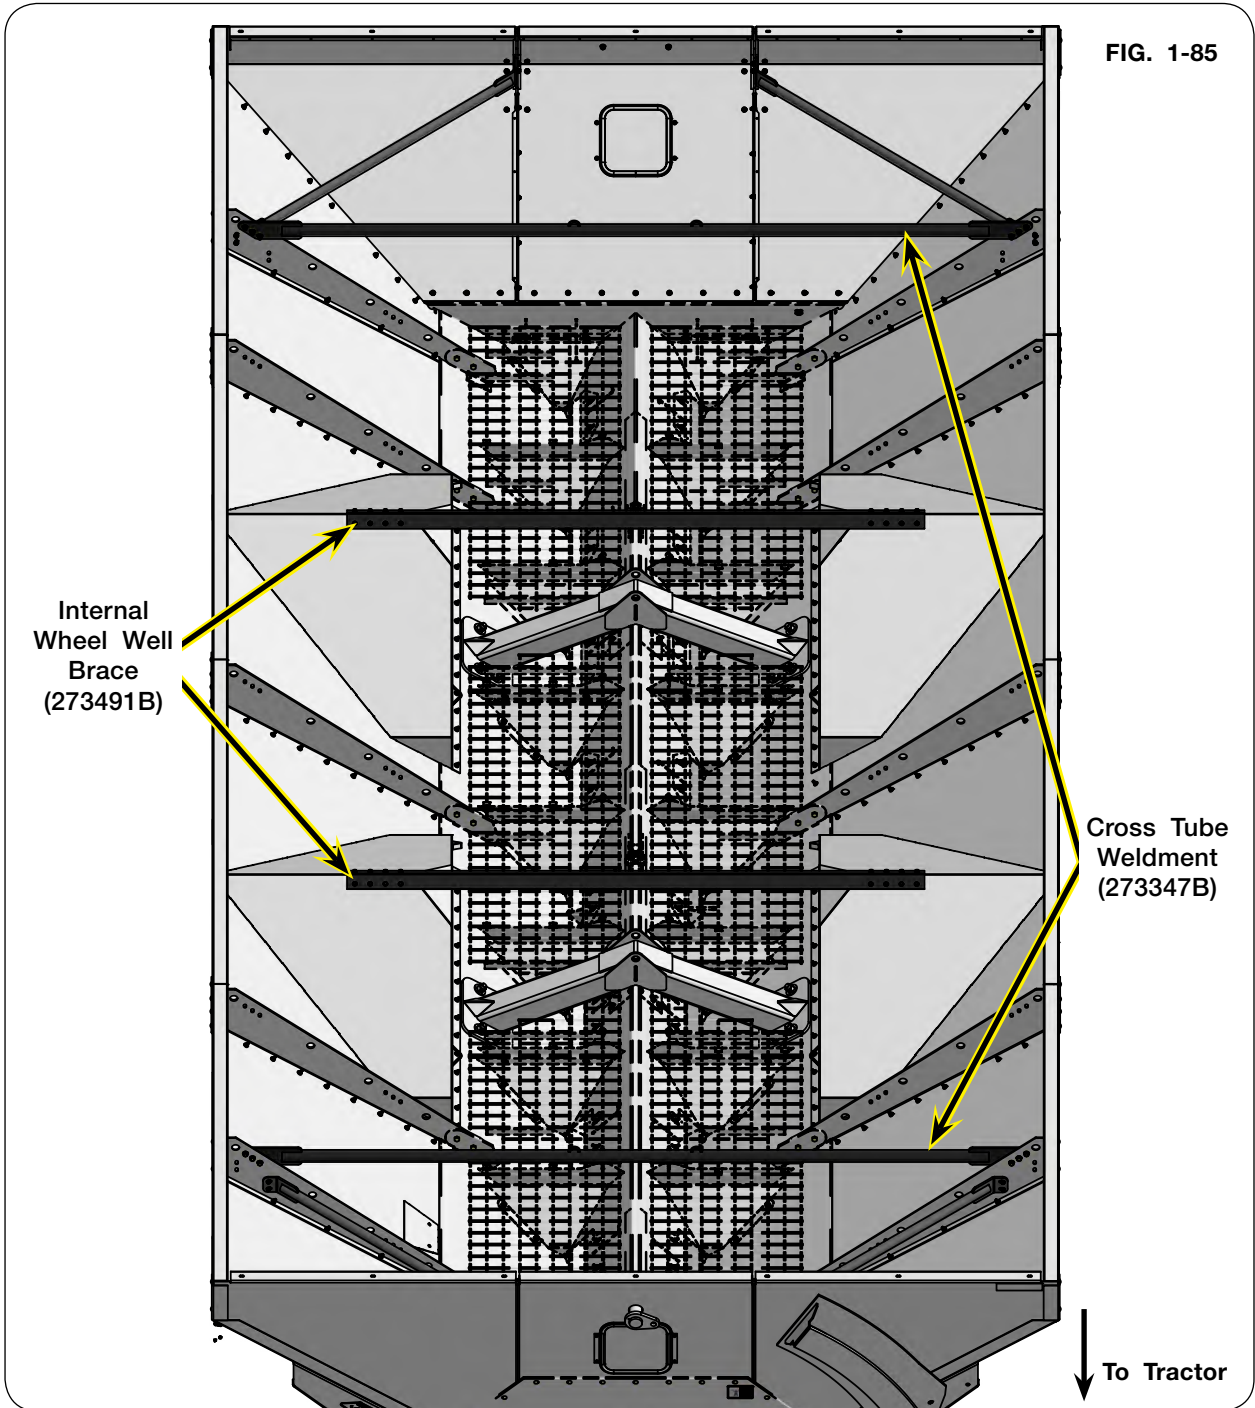 FIG. 1-85
Internal
Wheel Well
Brace
(273491B)
Cross Tube
Weldment
(273347B)
To Tractor